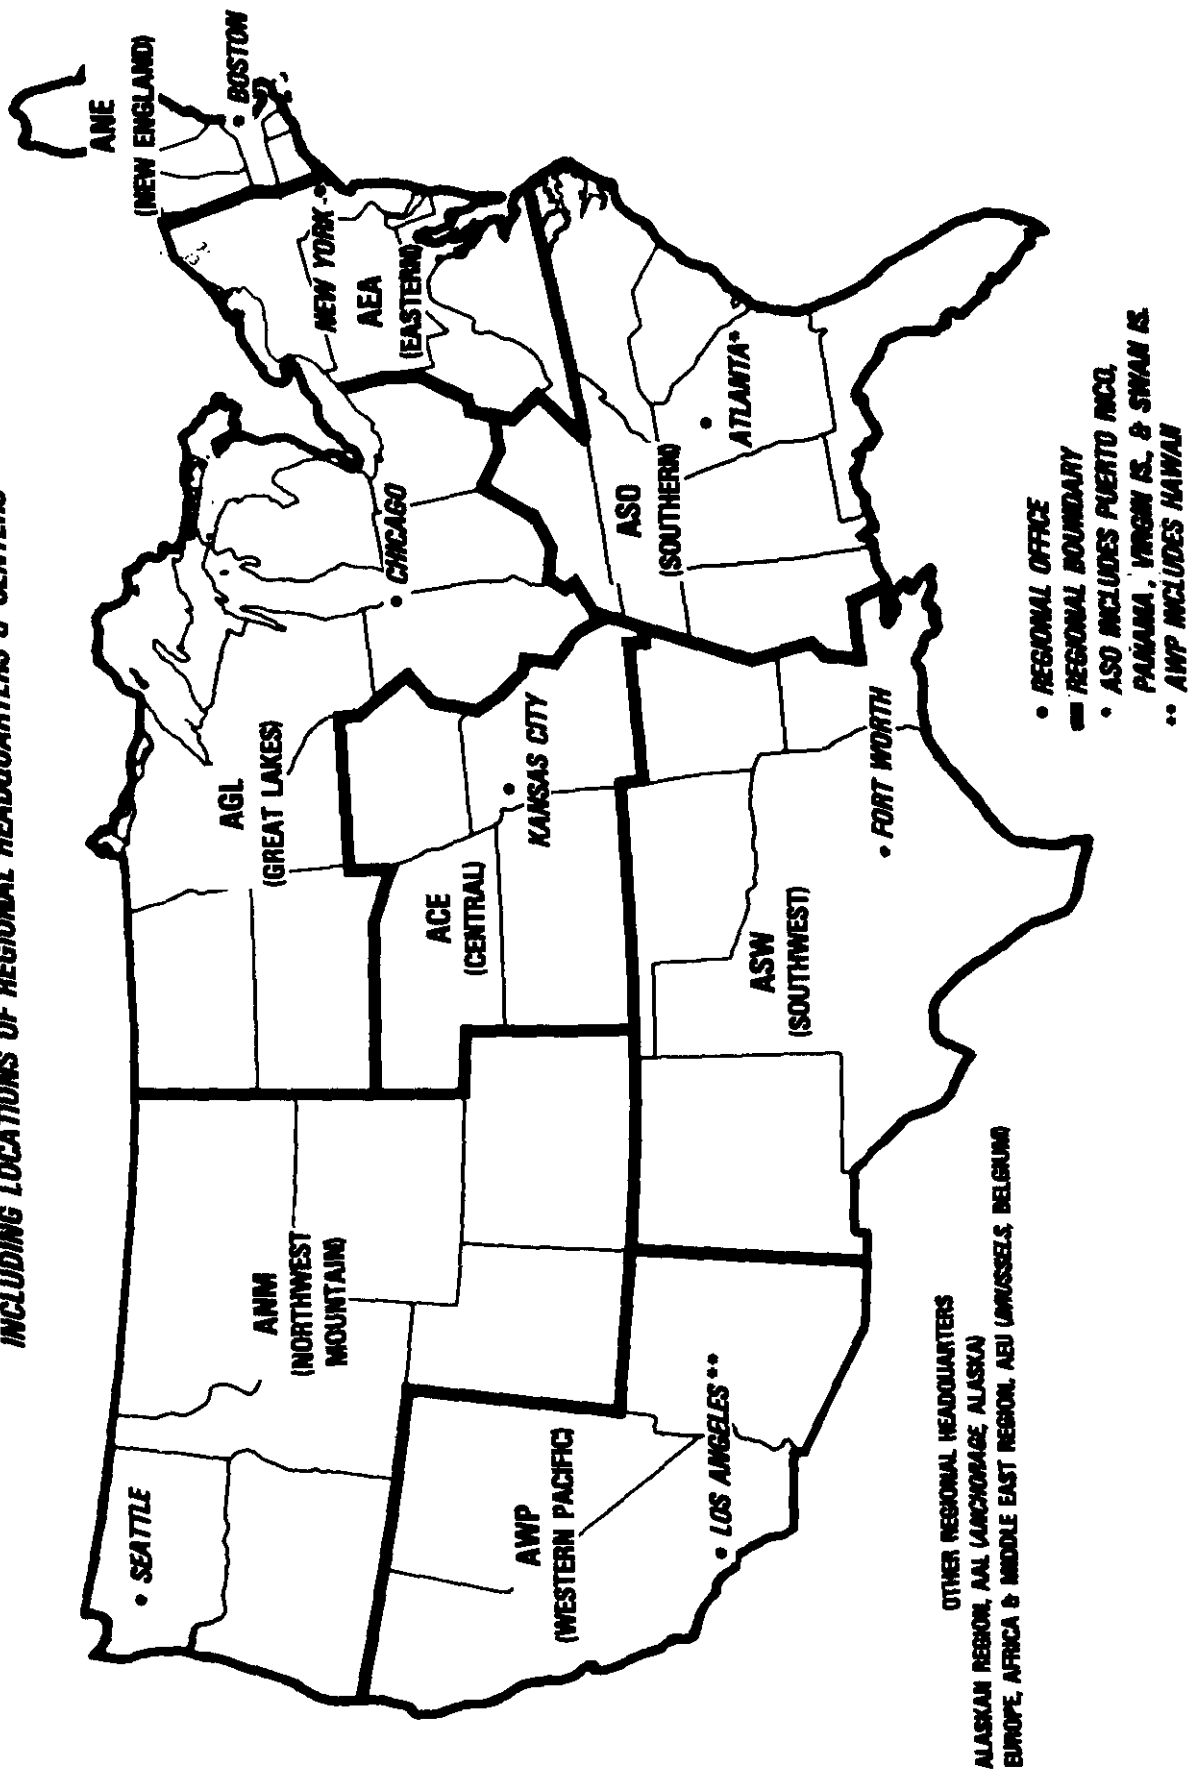 INCLUDING LOCATIONS OF REGIONAL HEADQUARTERS & CENTERS
• SEATTLE
ANM
(NORTHWEST
MOUNTAIN)
AGL
(GREAT LAKES)
ANE
(NEW ENGLAND)
• BOSTON
NEW YORK •
AEA
(EASTERN)
• CHICAGO
ACE
(CENTRAL)
• KANSAS CITY
AWP
(WESTERN PACIFIC)
• LOS ANGELES **
ASW
(SOUTHWEST)
• FORT WORTH
ASO
(SOUTHERN)
• ATLANTA*
OTHER REGIONAL HEADQUARTERS
ALASKAN REGION, AAL (ANCHORAGE, ALASKA)
EUROPE, AFRICA & MIDDLE EAST REGION, AEU (BRUSSELS, BELGIUM)
• REGIONAL OFFICE
REGIONAL BOUNDARY
* ASO INCLUDES PUERTO RICO,
PANAMA, VIRGIN IS., & SWAN IS.
** AWP INCLUDES HAWAII